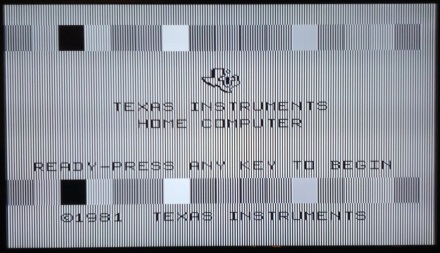 TEXAS INSTRUMENTS
HOME COMPUTER
READY-PRESS ANY KEY TO BEGIN
©1981 TEXAS INSTRUMENTS